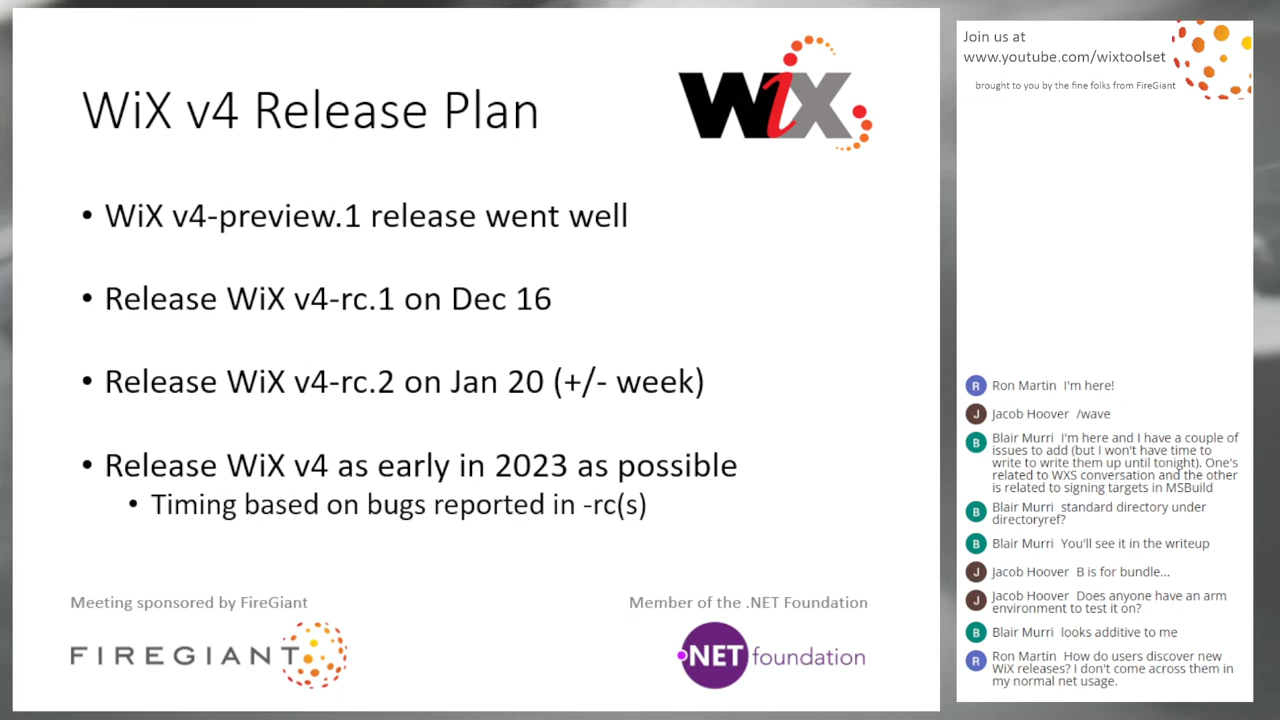 WiX v4 Release Plan
WiX
• WiX v4-preview.1 release went well
• Release WiX v4-rc.1 on Dec 16
• Release WiX v4-rc.2 on Jan 20 (+/- week)
• Release WiX v4 as early in 2023 as possible
• Timing based on bugs reported in -rc(s)
Meeting sponsored by FireGiant
FIREGIANT
Member of the .NET Foundation
.NET foundation
Join us at
www.youtube.com/wixtoolset
brought to you by the fine folks from FireGiant
R Ron Martin I'm here!
J Jacob Hoover /wave
B Blair Murri I'm here and I have a couple of
issues to add (but I won't have time to
write to write them up until tonight). One's
related to WXS conversation and the other
is related to signing targets in MSBuild
B Blair Murri standard directory under
directoryref?
B Blair Murri You'll see it in the writeup
J Jacob Hoover B is for bundle...
J Jacob Hoover Does anyone have an arm
environment to test it on?
B Blair Murri looks additive to me
R Ron Martin How do users discover new
WiX releases? I don't come across them in
my normal net usage.